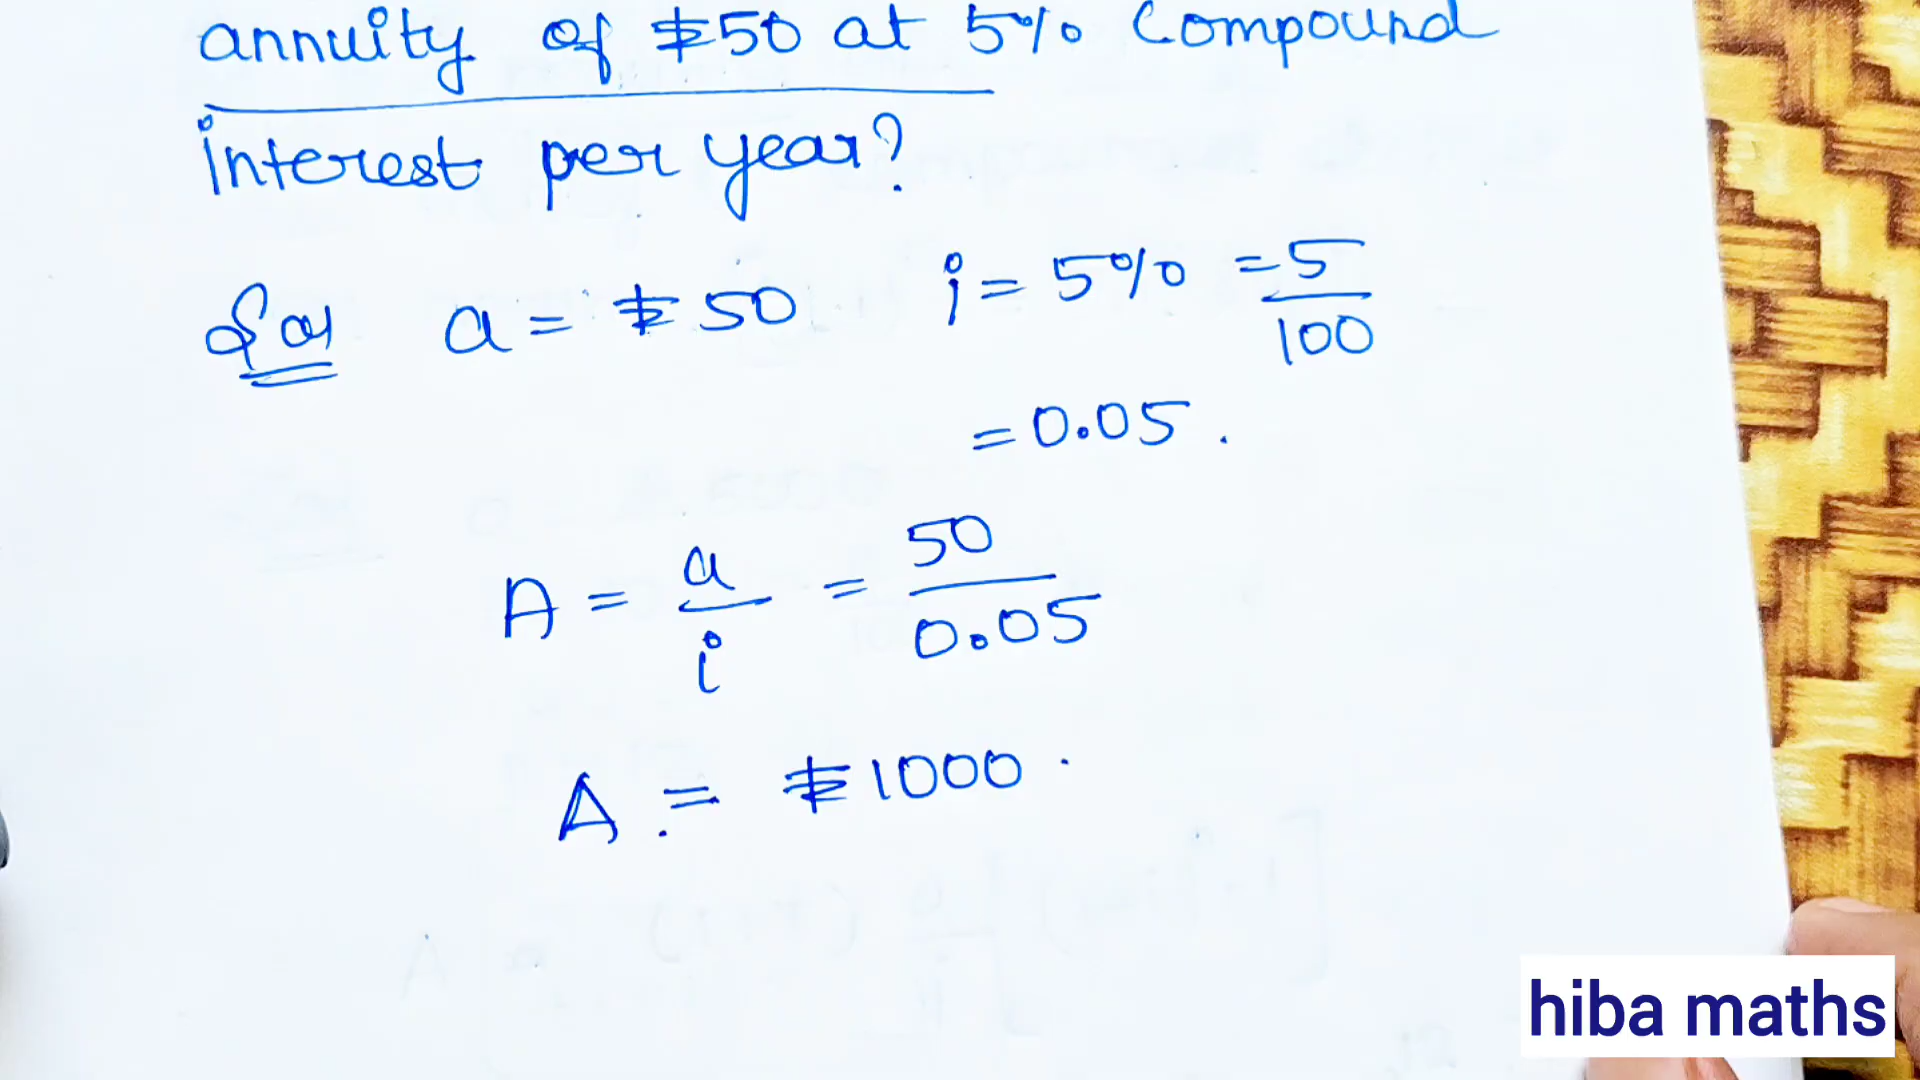 annuity of ₹50 at 5% compound
interest per year?
Sol a = ₹50 i = 5% = 5/100
= 0.05.
A = a/i = 50/0.05
A = ₹1000.
hiba maths